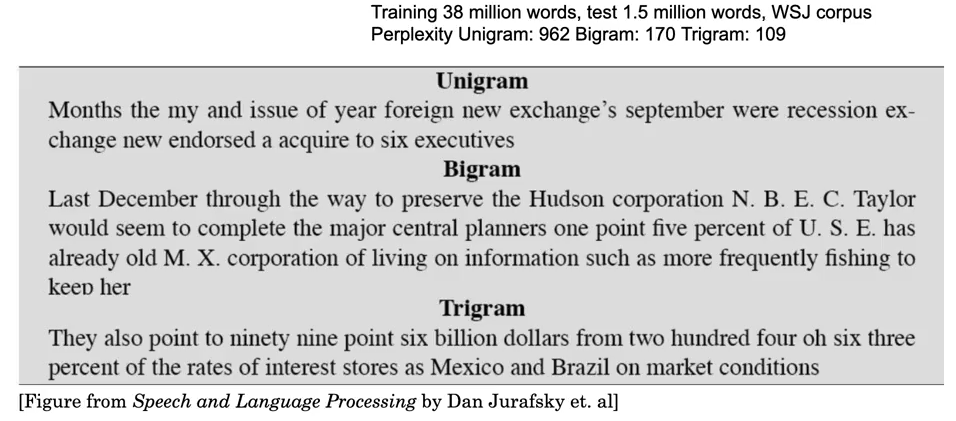 Training 38 million words, test 1.5 million words, WSJ corpus
Perplexity Unigram: 962 Bigram: 170 Trigram: 109
Unigram
Months the my and issue of year foreign new exchange’s september were recession ex-
change new endorsed a acquire to six executives
Bigram
Last December through the way to preserve the Hudson corporation N. B. E. C. Taylor
would seem to complete the major central planners one point five percent of U. S. E. has
already old M. X. corporation of living on information such as more frequently fishing to
keep her
Trigram
They also point to ninety nine point six billion dollars from two hundred four oh six three
percent of the rates of interest stores as Mexico and Brazil on market conditions
[Figure from Speech and Language Processing by Dan Jurafsky et. al]